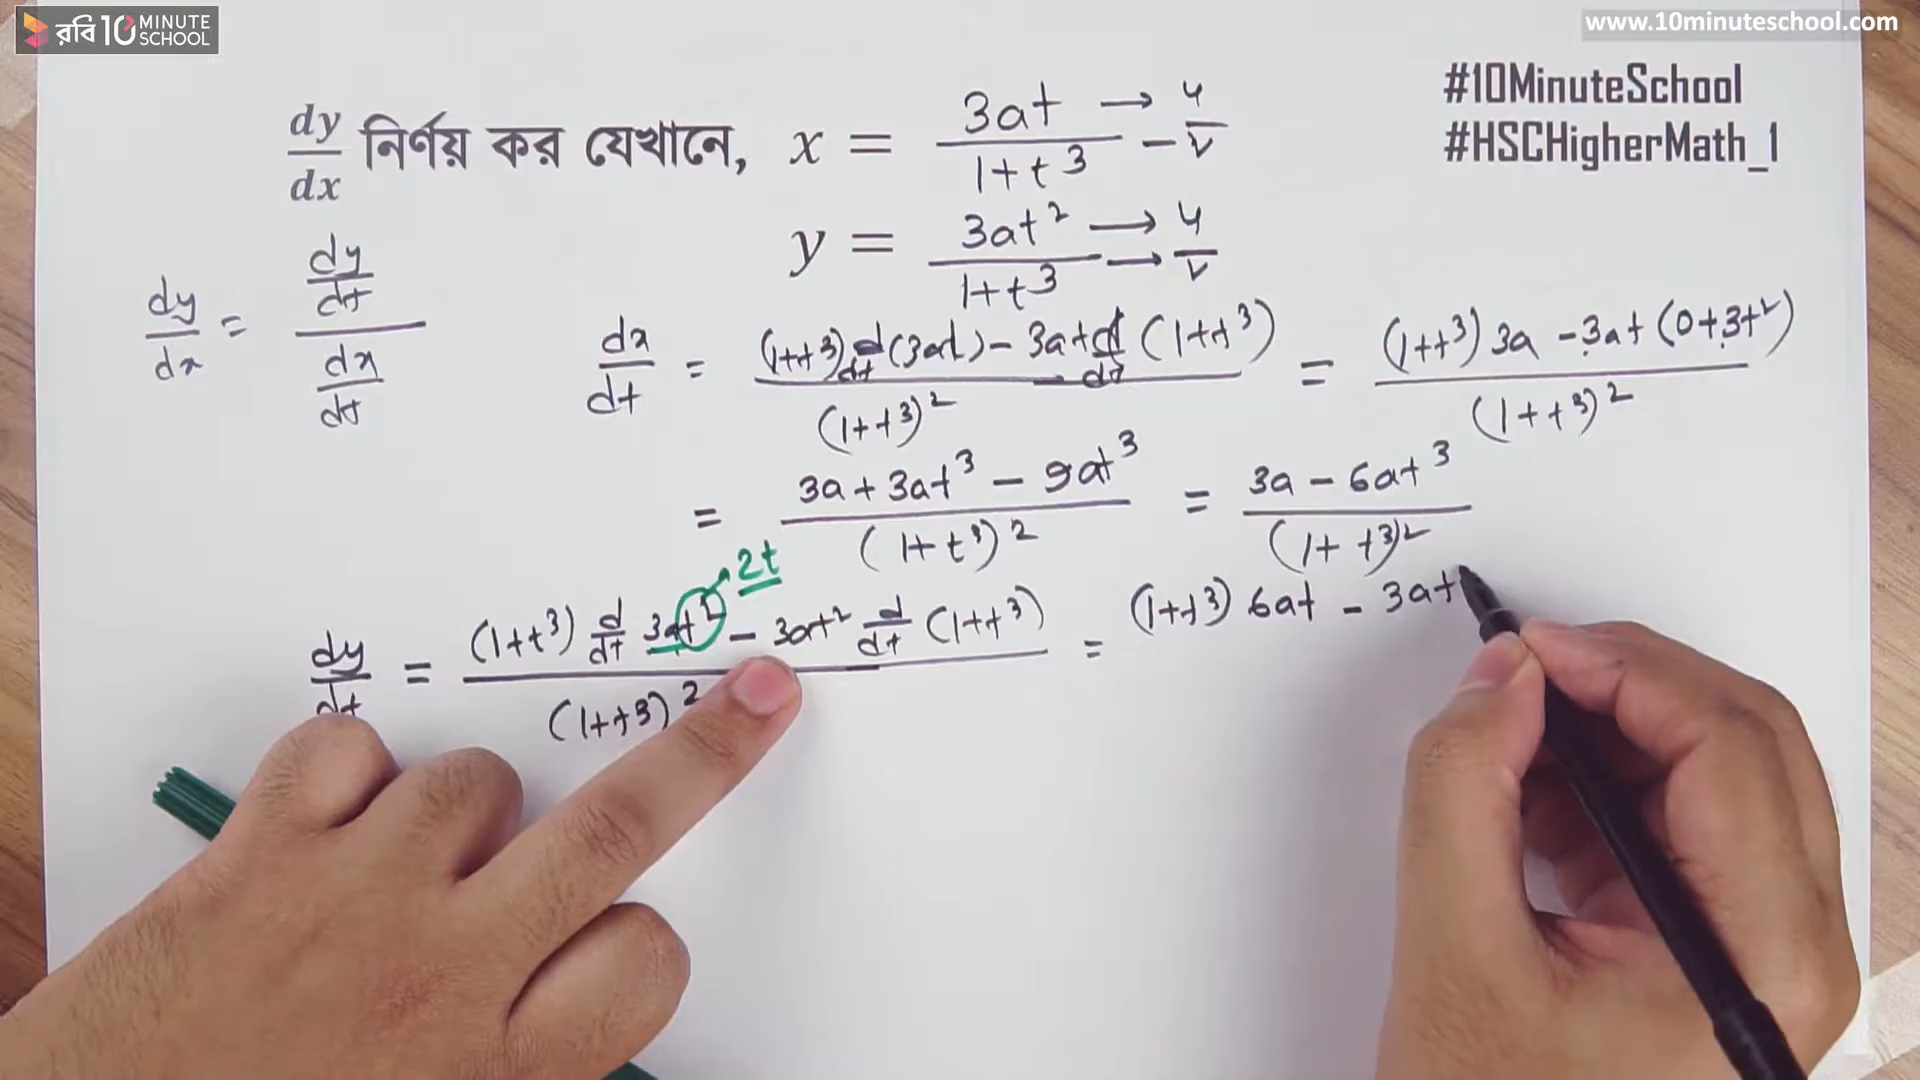 রবি 10 MINUTE SCHOOL
www.10minuteschool.com
#10MinuteSchool
#HSCHigherMath_1
dy/dx নির্ণয় কর যেখানে, x = 3at/(1+t³) → u/v
y = 3at²/(1+t³) → u/v
dy/dx = (dy/dt)/(dx/dt)
dx/dt = ((1+t³) d/dt (3at) - 3at d/dt (1+t³))/(1+t³)² = ((1+t³) 3a - 3at (0+3t²))/(1+t³)²
= (3a + 3at³ - 9at³)/(1+t³)² = (3a - 6at³)/(1+t³)²
2t
dy/dt = ((1+t³) d/dt 3at² - 3at² d/dt (1+t³))/(1+t³)² = (1+t³) 6at - 3at